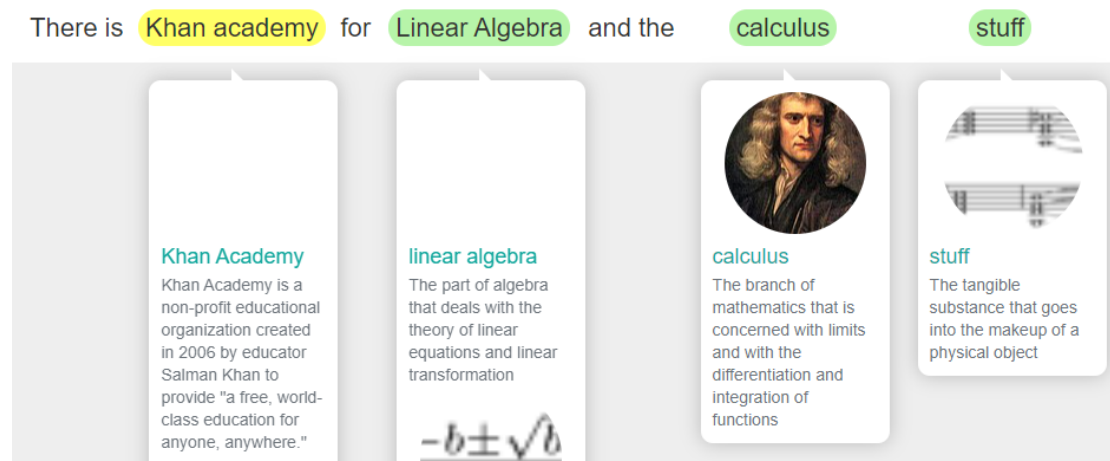 There is Khan academy for Linear Algebra and the calculus stuff
Khan Academy
Khan Academy is a
non-profit educational
organization created
in 2006 by educator
Salman Khan to
provide "a free, world-
class education for
anyone, anywhere."
linear algebra
The part of algebra
that deals with the
theory of linear
equations and linear
transformation
-b±√b
calculus
The branch of
mathematics that is
concerned with limits
and with the
differentiation and
integration of
functions
stuff
The tangible
substance that goes
into the makeup of a
physical object